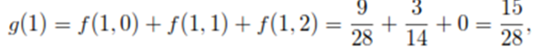 g(1) = f(1,0) + f(1,1) + f(1,2) = 9/28 + 3/14 + 0 = 15/28,